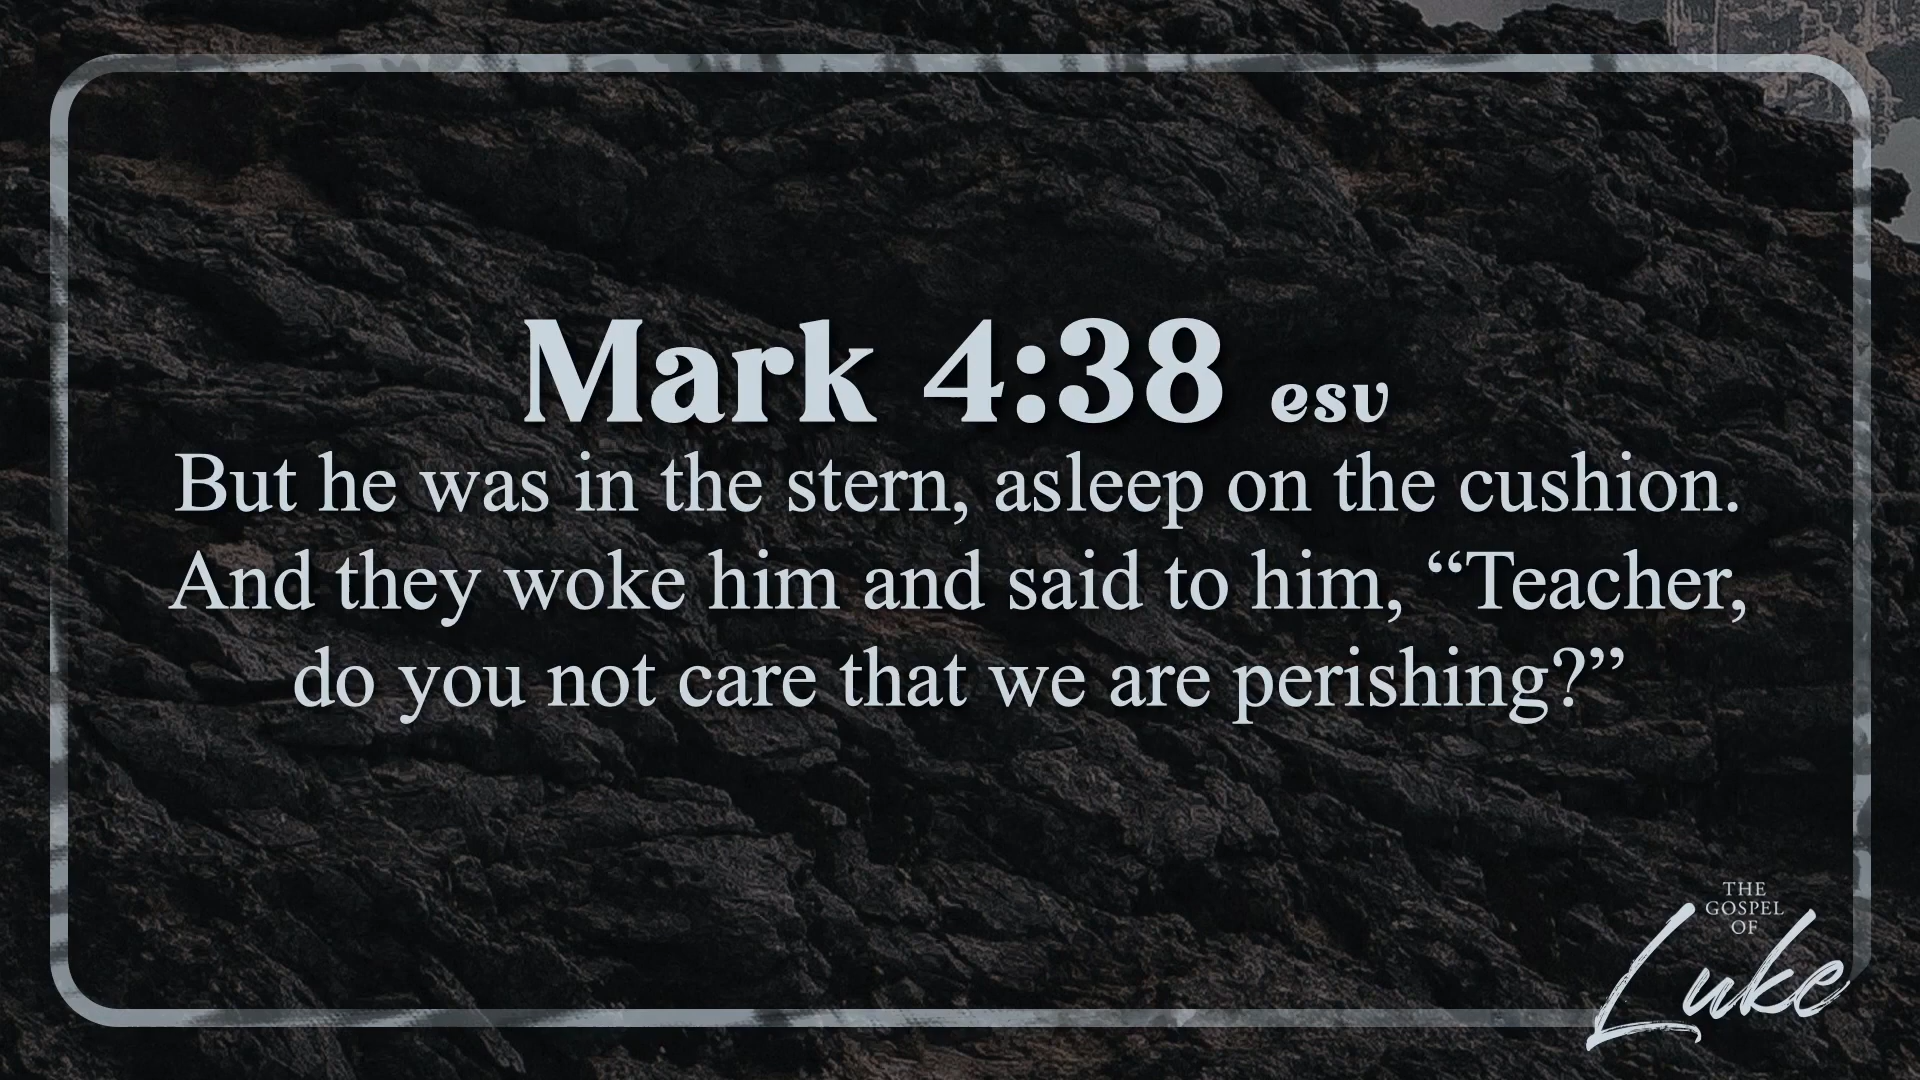 Mark 4:38 esv
But he was in the stern, asleep on the cushion.
And they woke him and said to him, “Teacher,
do you not care that we are perishing?”
THE
GOSPEL
OF
Luke